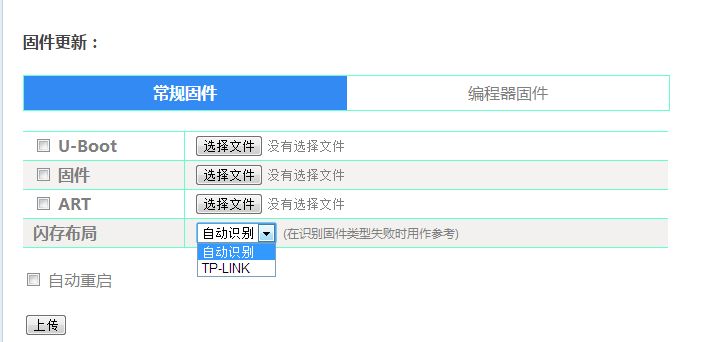 固件更新：
常规固件 编程器固件
U-Boot 选择文件 没有选择文件
固件 选择文件 没有选择文件
ART 选择文件 没有选择文件
闪存布局 自动识别 (在识别固件类型失败时用作参考)
自动识别
TP-LINK
自动重启
上传